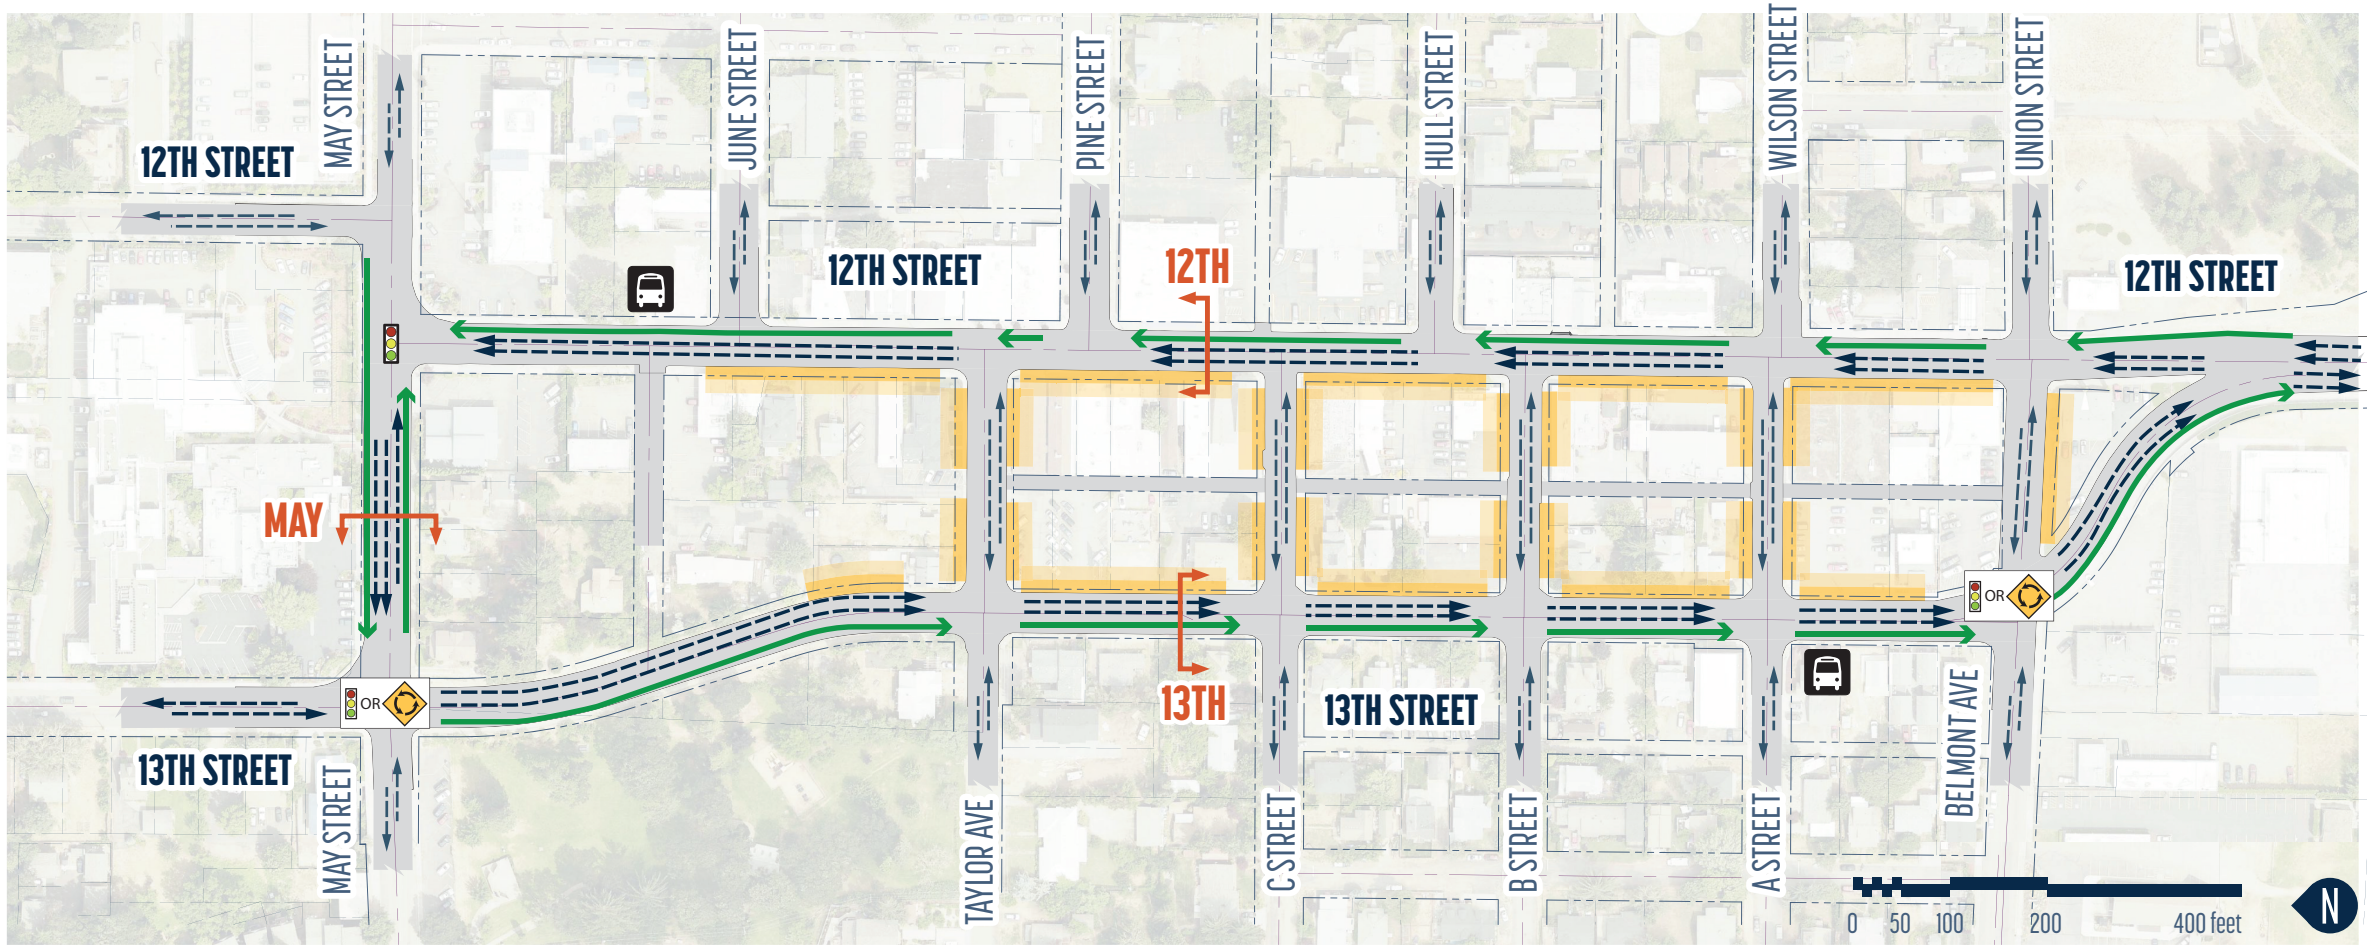 MAY STREET
JUNE STREET
PINE STREET
HULL STREET
WILSON STREET
UNION STREET
12TH STREET
12TH STREET
12TH
12TH STREET
MAY
OR
OR
13TH STREET
13TH
13TH STREET
MAY STREET
TAYLOR AVE
C STREET
B STREET
A STREET
BELMONT AVE
0 50 100 200 400 feet
N